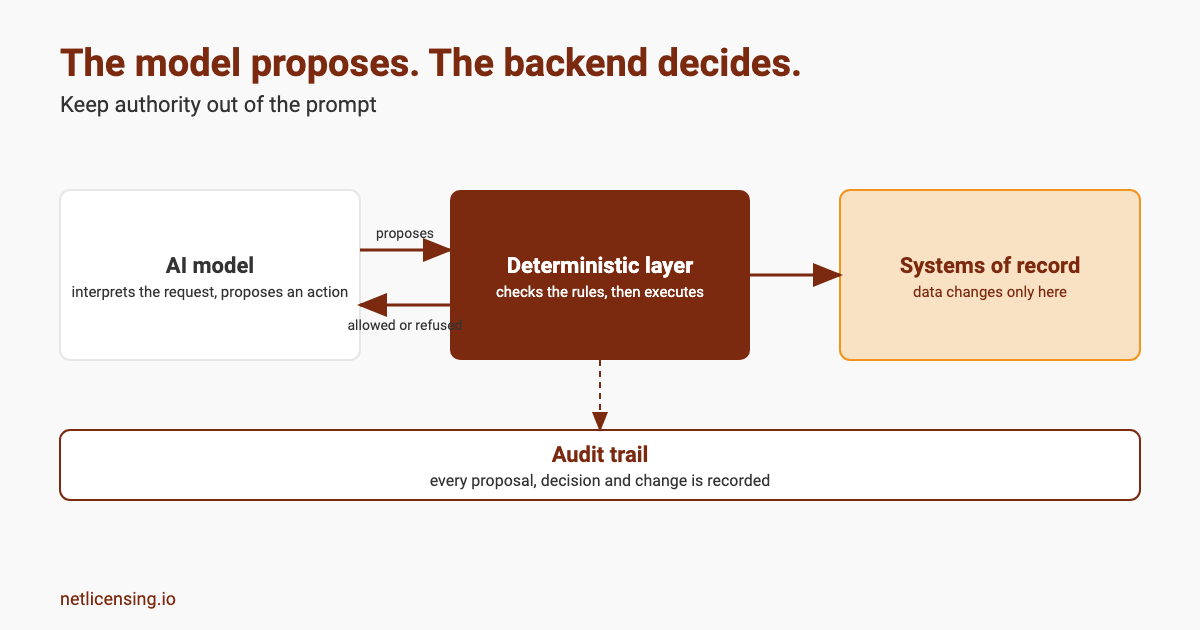 The model proposes. The backend decides.
Keep authority out of the prompt
proposes
AI model
interprets the request, proposes an action
allowed or refused
Deterministic layer
checks the rules, then executes
Systems of record
data changes only here
Audit trail
every proposal, decision and change is recorded
netlicensing.io